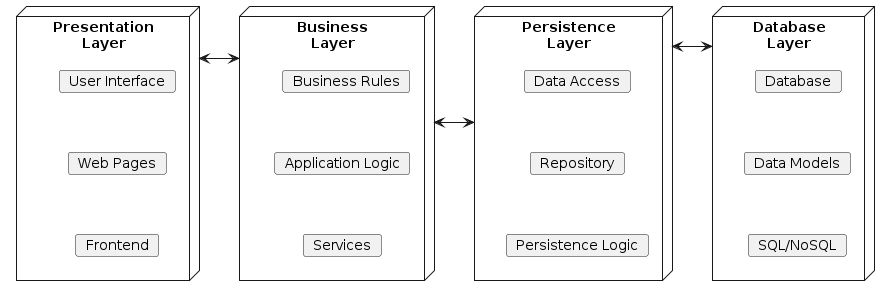 Presentation
Layer
User Interface
Web Pages
Frontend
Business
Layer
Business Rules
Application Logic
Services
Persistence
Layer
Data Access
Repository
Persistence Logic
Database
Layer
Database
Data Models
SQL/NoSQL